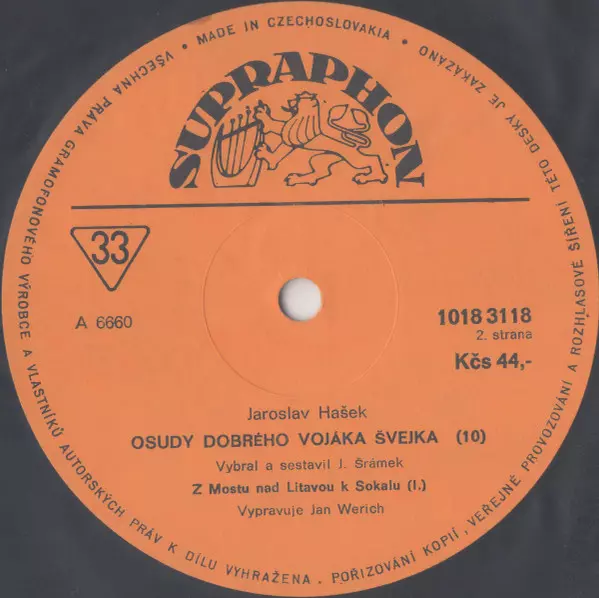 • MADE IN CZECHOSLOVAKIA •
VŠECHNA PRÁVA GRAMOFONOVÉHO VÝROBCE A VLASTNÍKŮ AUTORSKÝCH PRÁV K DÍLU VYHRAŽENA. POŘIZOVÁNÍ KOPIÍ, VEŘEJNÉ PROVOZOVÁNÍ A ROZHLASOVÉ ŠÍŘENÍ TÉTO DESKY JE ZAKÁZÁNO
SUPRAPHON
33
A 6660
1018 3118
2. strana
Kčs 44,-
Jaroslav Hašek
OSUDY DOBRÉHO VOJÁKA ŠVEJKA (10)
Vybral a sestavil J. Šrámek
Z Mostu nad Litavou k Sokalu (I.)
Vypravuje Jan Werich